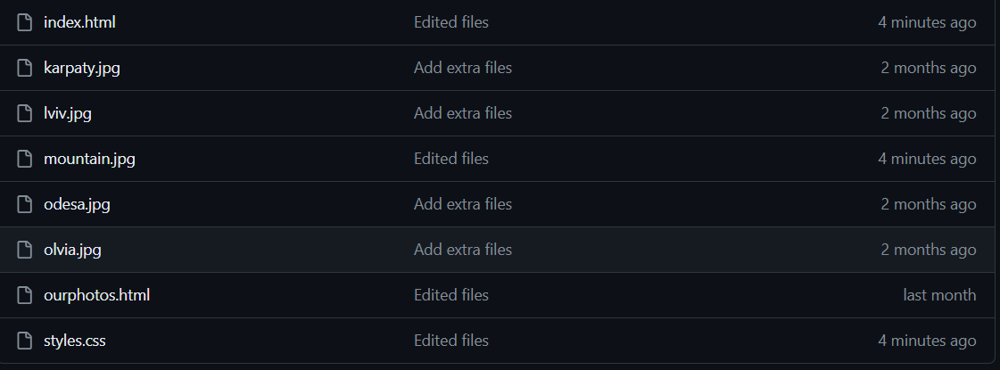 index.html Edited files 4 minutes ago
karpaty.jpg Add extra files 2 months ago
lviv.jpg Add extra files 2 months ago
mountain.jpg Edited files 4 minutes ago
odesa.jpg Add extra files 2 months ago
olvia.jpg Add extra files 2 months ago
ourphotos.html Edited files last month
styles.css Edited files 4 minutes ago